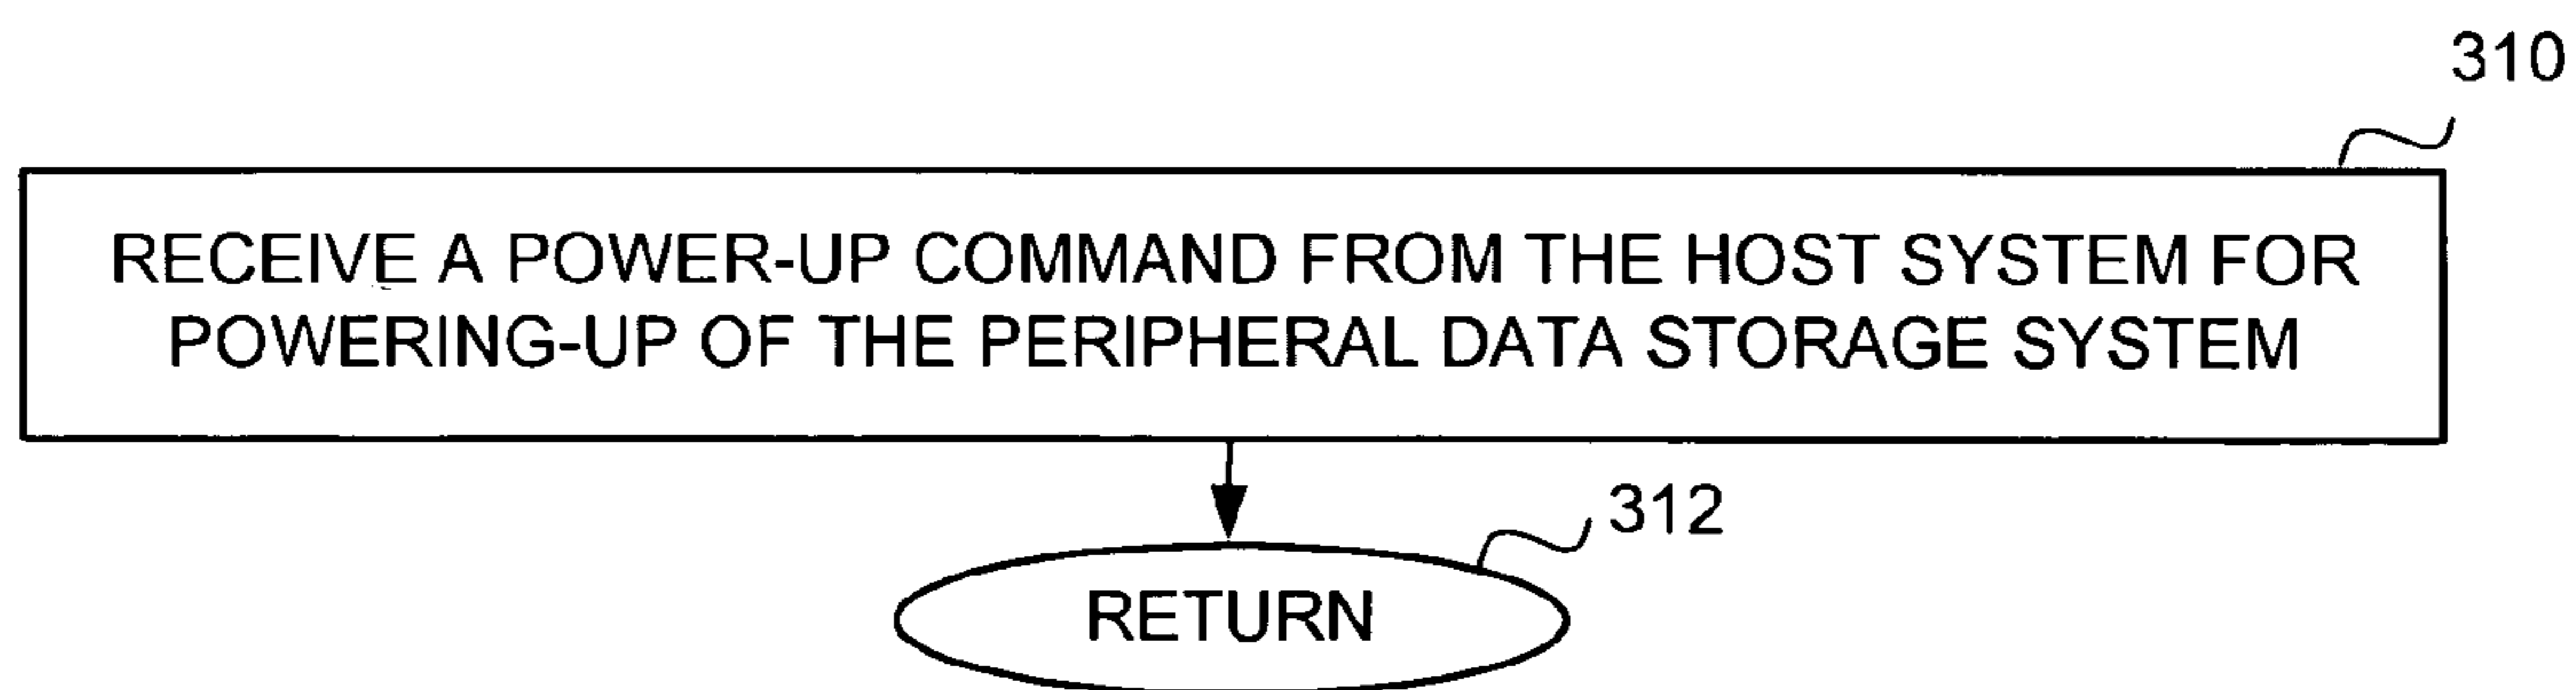 310
RECEIVE A POWER-UP COMMAND FROM THE HOST SYSTEM FOR
POWERING-UP OF THE PERIPHERAL DATA STORAGE SYSTEM
312
RETURN